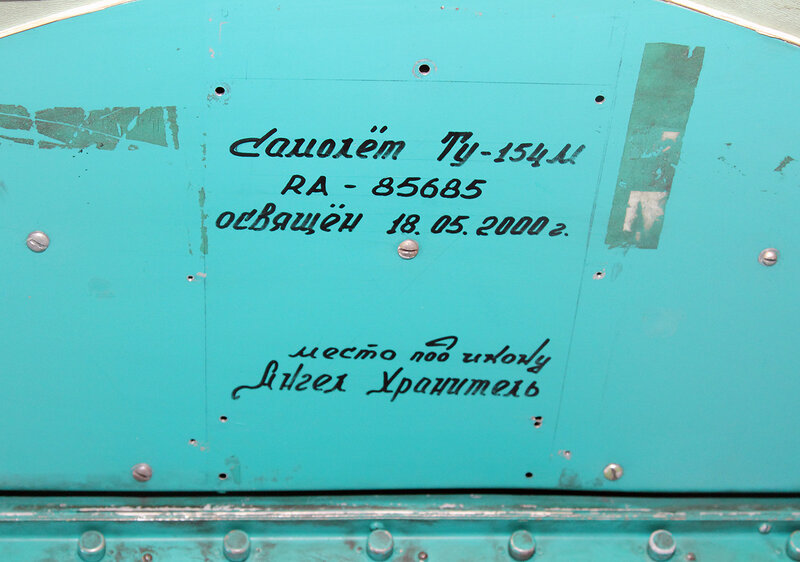 Самолёт Ту-154М
RA - 85685
освящён 18.05.2000 г.
место под икону
Ангел Хранитель